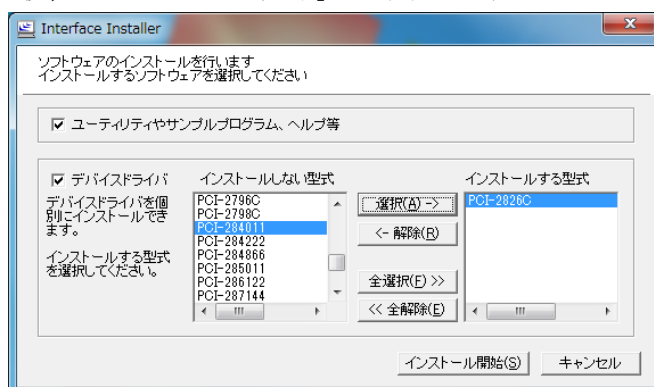 Interface Installer
ソフトウェアのインストールを行います
インストールするソフトウェアを選択してください
ユーティリティやサンプルプログラム、ヘルプ等
デバイスドライバ
デバイスドライバを個
別にインストールでき
ます。
インストールする型式
を選択してください。
インストールしない型式
PCI-2796C
PCI-2798C
PCI-284011
PCI-284222
PCI-284866
PCI-285011
PCI-286122
PCI-287144
選択(A) ->
<- 解除(R)
全選択(F) >>
<< 全解除(E)
インストールする型式
PCI-2826C
インストール開始(S)
キャンセル